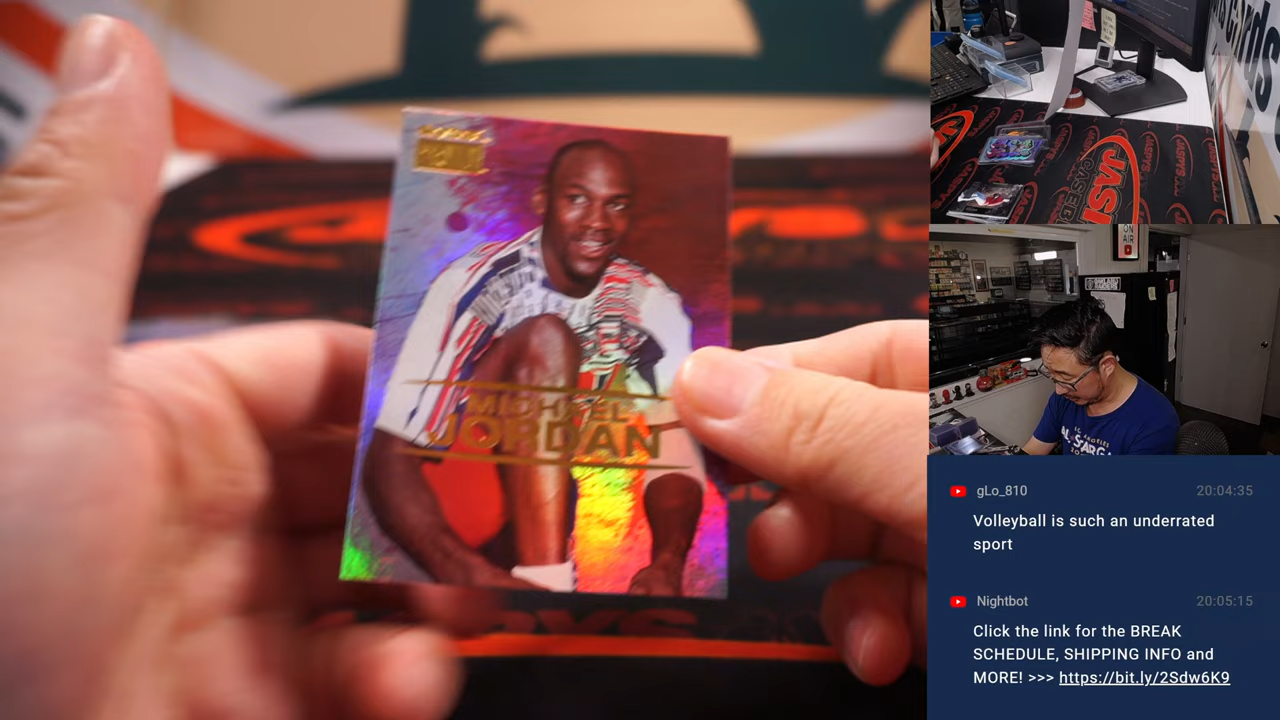 MICHAEL
JORDAN
ON
AIR
JASPYS
gLo_810
20:04:35
Volleyball is such an underrated
sport
Nightbot
20:05:15
Click the link for the BREAK
SCHEDULE, SHIPPING INFO and
MORE! >>> https://bit.ly/2Sdw6K9